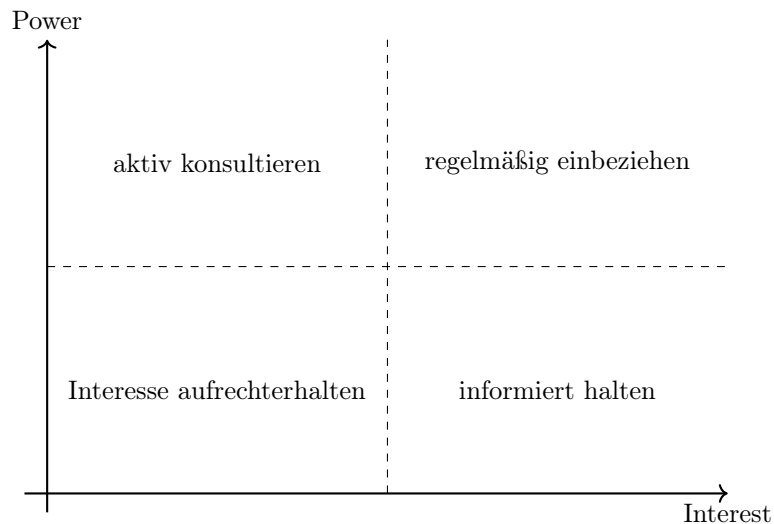 Power
aktiv konsultieren
regelmäßig einbeziehen
Interesse aufrechterhalten
informiert halten
Interest